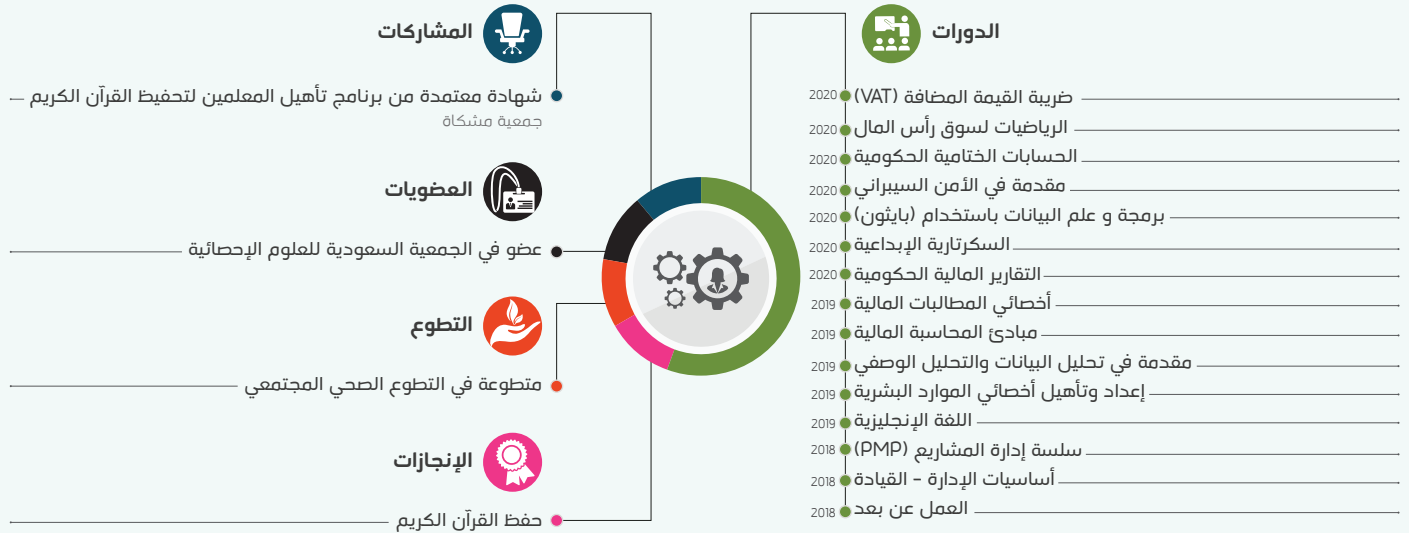 الدورات
ضريبة القيمة المضافة (VAT) 2020
الرياضيات لسوق رأس المال 2020
الحسابات الختامية الحكومية 2020
مقدمة في الأمن السيبراني 2020
برمجة و علم البيانات باستخدام (بايثون) 2020
السكرتارية الإبداعية 2020
التقارير المالية الحكومية 2020
أخصائي المطالبات المالية 2019
مبادئ المحاسبة المالية 2019
مقدمة في تحليل البيانات والتحليل الوصفي 2019
إعداد وتأهيل أخصائي الموارد البشرية 2019
اللغة الإنجليزية 2019
سلسة إدارة المشاريع (PMP) 2018
أساسيات الإدارة - القيادة 2018
العمل عن بعد 2018
المشاركات
شهادة معتمدة من برنامج تأهيل المعلمين لتحفيظ القرآن الكريم
جمعية مشكاة
العضويات
عضو في الجمعية السعودية للعلوم الإحصائية
التطوع
متطوعة في التطوع الصحي المجتمعي
الإنجازات
حفظ القرآن الكريم